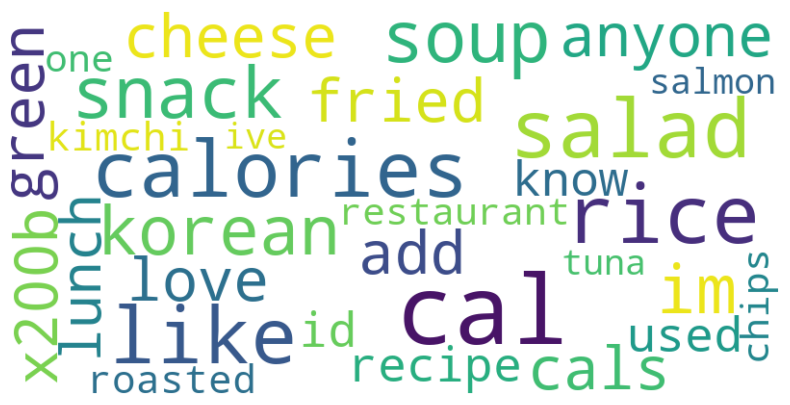 cheese
soup
anyone
one
green
snack
fried
salmon
salad
kimchi
ive
calories
know
rice
x200b
lunch
korean
restaurant
add
love
tuna
im
chips
cal
like
id
used
recipe
cals
roasted